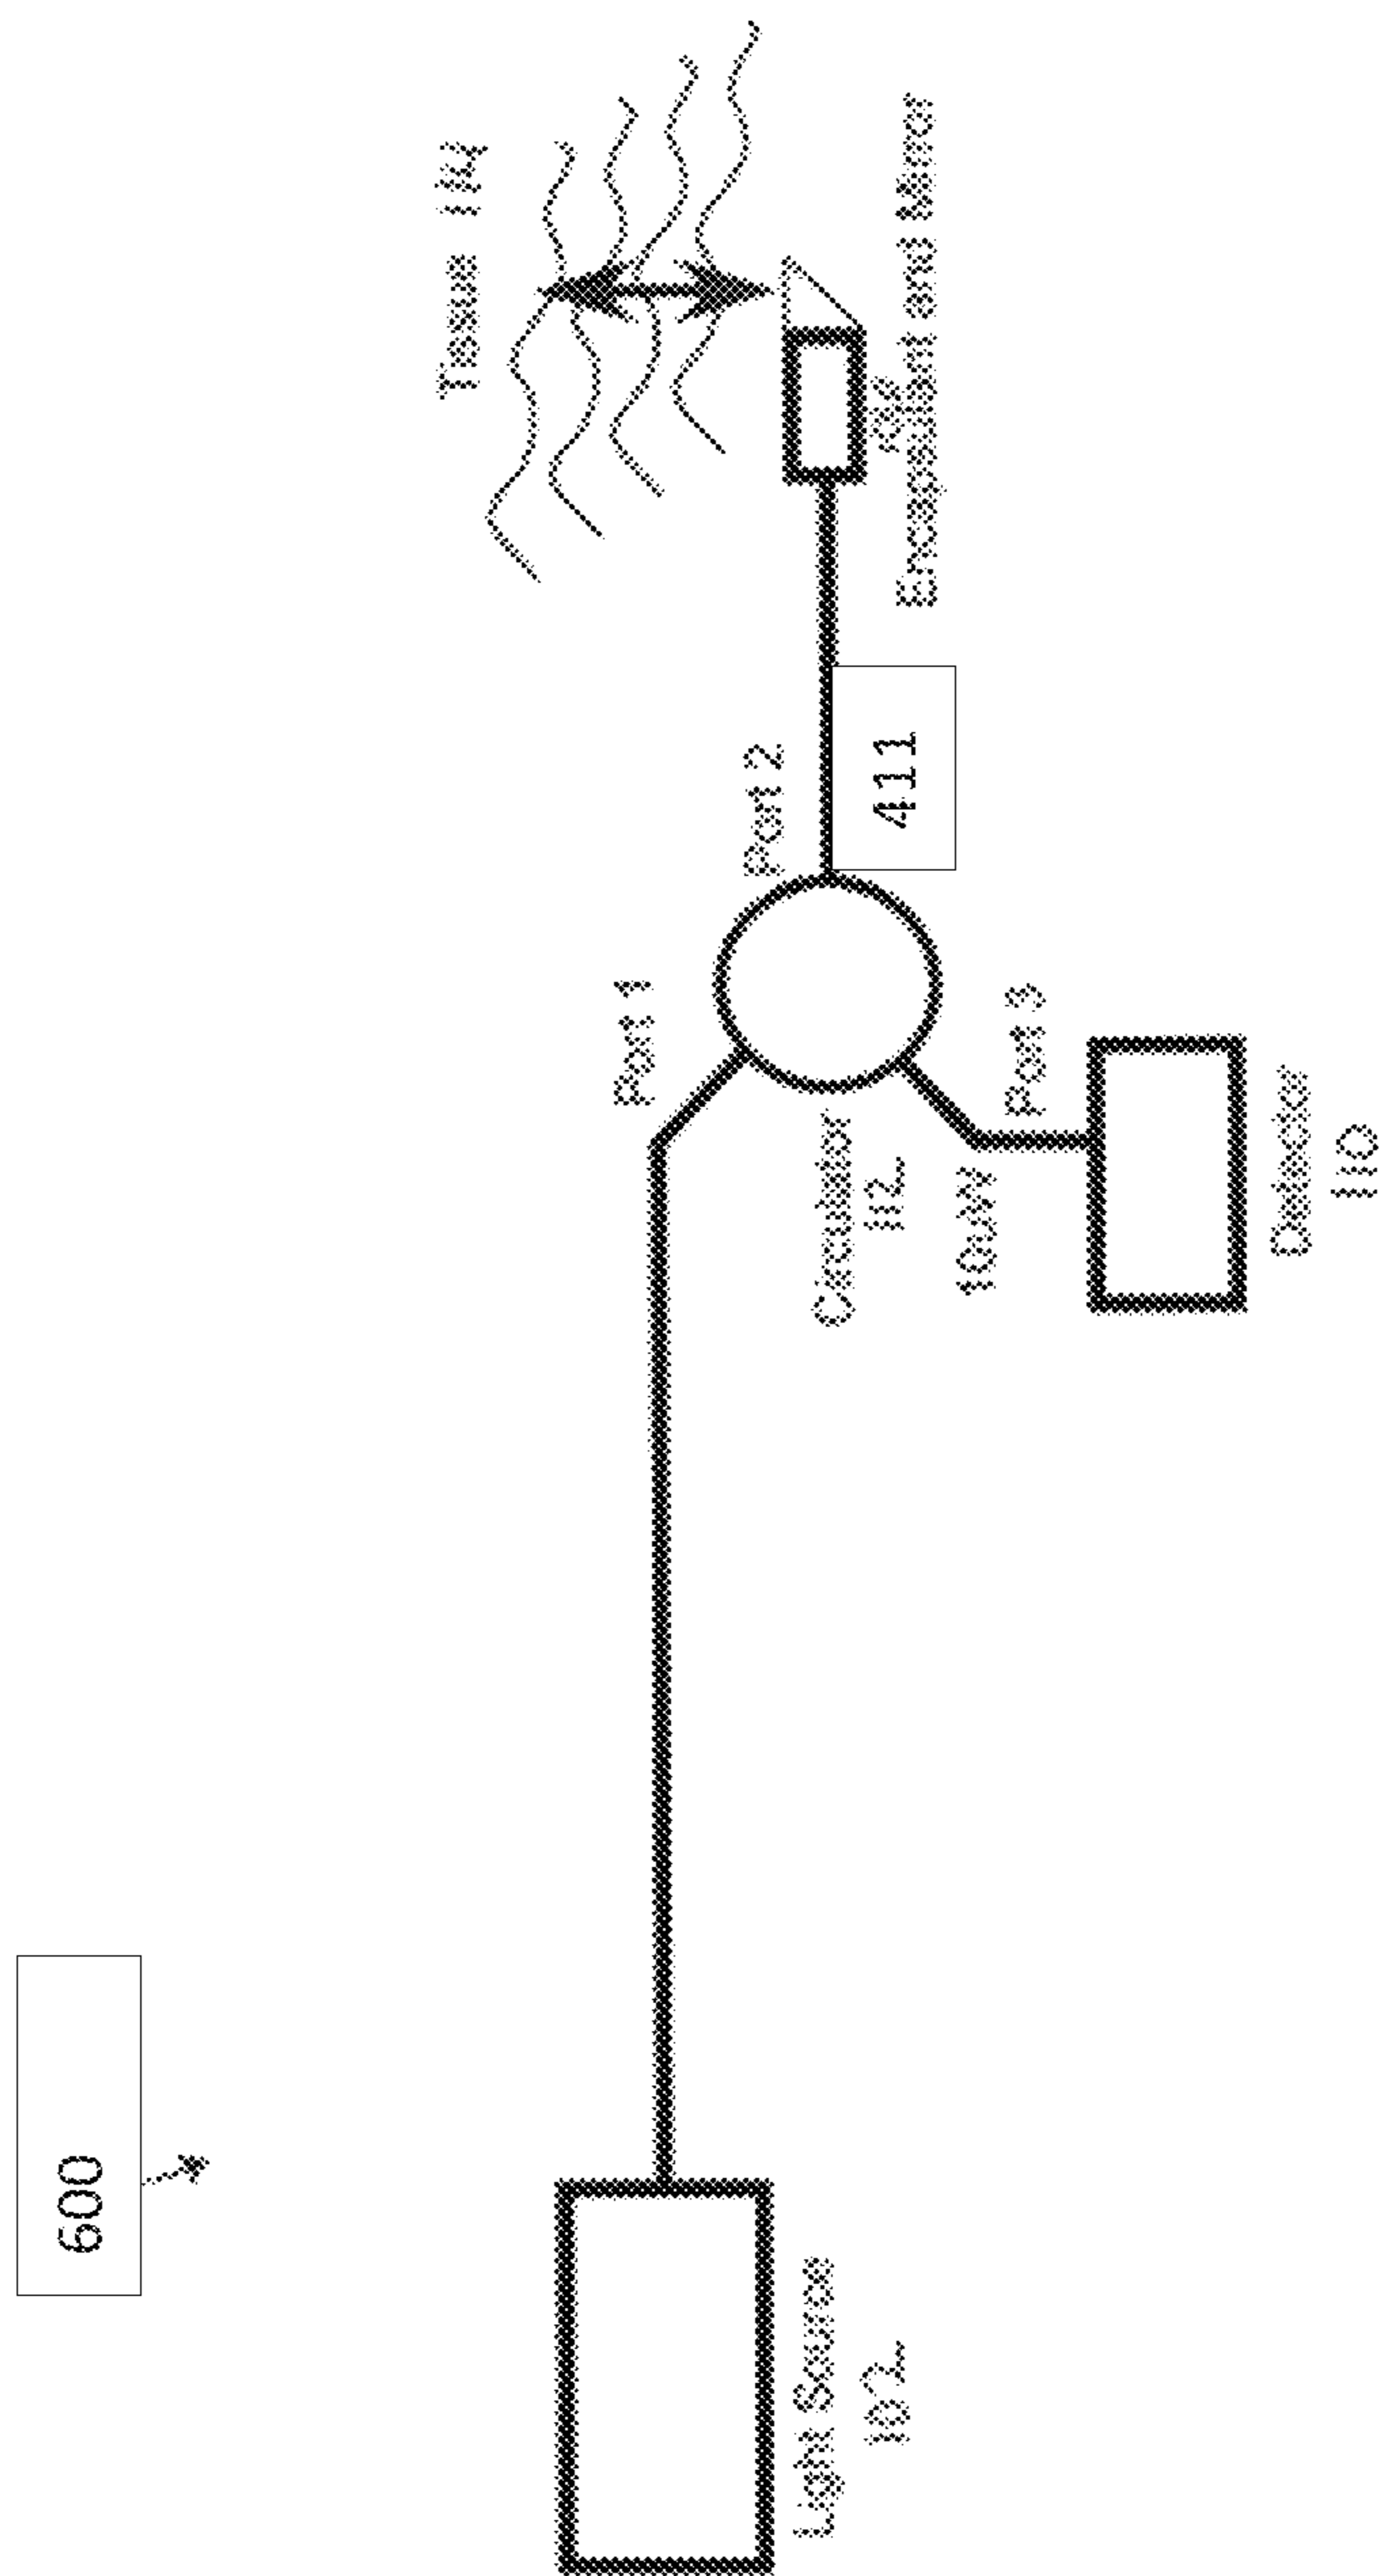 600
Light Source
102
Port 1
Circulator
112
10uW
Port 3
Detector
110
Port 2
411
Tissue 114
Encapsulant and Mirror